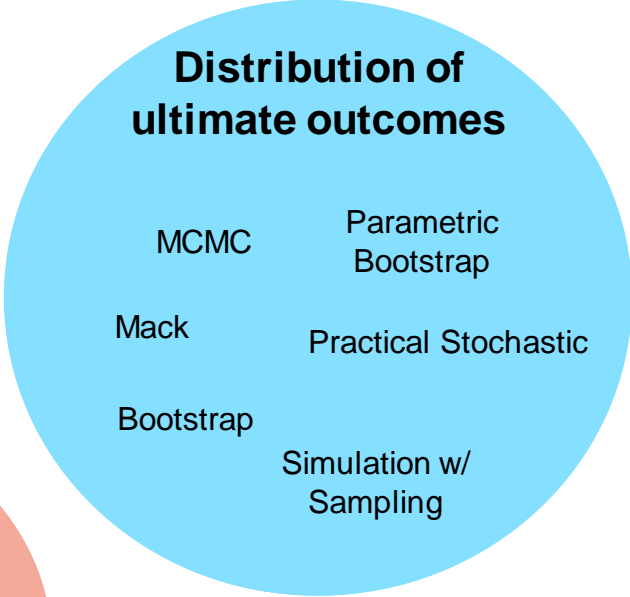 Distribution of
ultimate outcomes
MCMC
Parametric
Bootstrap
Mack
Practical Stochastic
Bootstrap
Simulation w/
Sampling